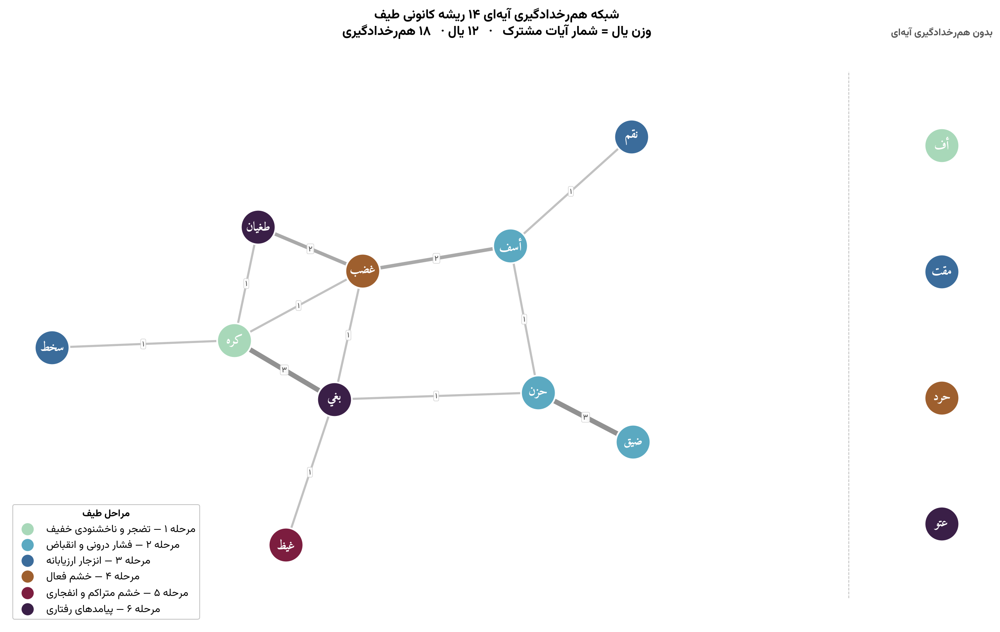 شبکه هم‌رخدادگیری آیه‌ای ۱۴ ریشه کانونی طیف
وزن یال = شمار آیات مشترک · ۱۲ یال · ۱۸ هم‌رخدادگیری
بدون هم‌رخدادگیری آیه‌ای
نقم
أف
۱
طغیان
۲
أسف
۲
غضب
مقت
۱
۱
۱
۱
کره
سخط
۱
۳
بغي
۱
حزن
حرد
۳
ضیق
۱
غیظ
عتو
مراحل طیف
مرحله ۱ – تضجر و ناخشنودی خفیف
مرحله ۲ – فشار درونی و انقباض
مرحله ۳ – انزجار ارزیابانه
مرحله ۴ – خشم فعال
مرحله ۵ – خشم متراکم و انفجاری
مرحله ۶ – پیامدهای رفتاری